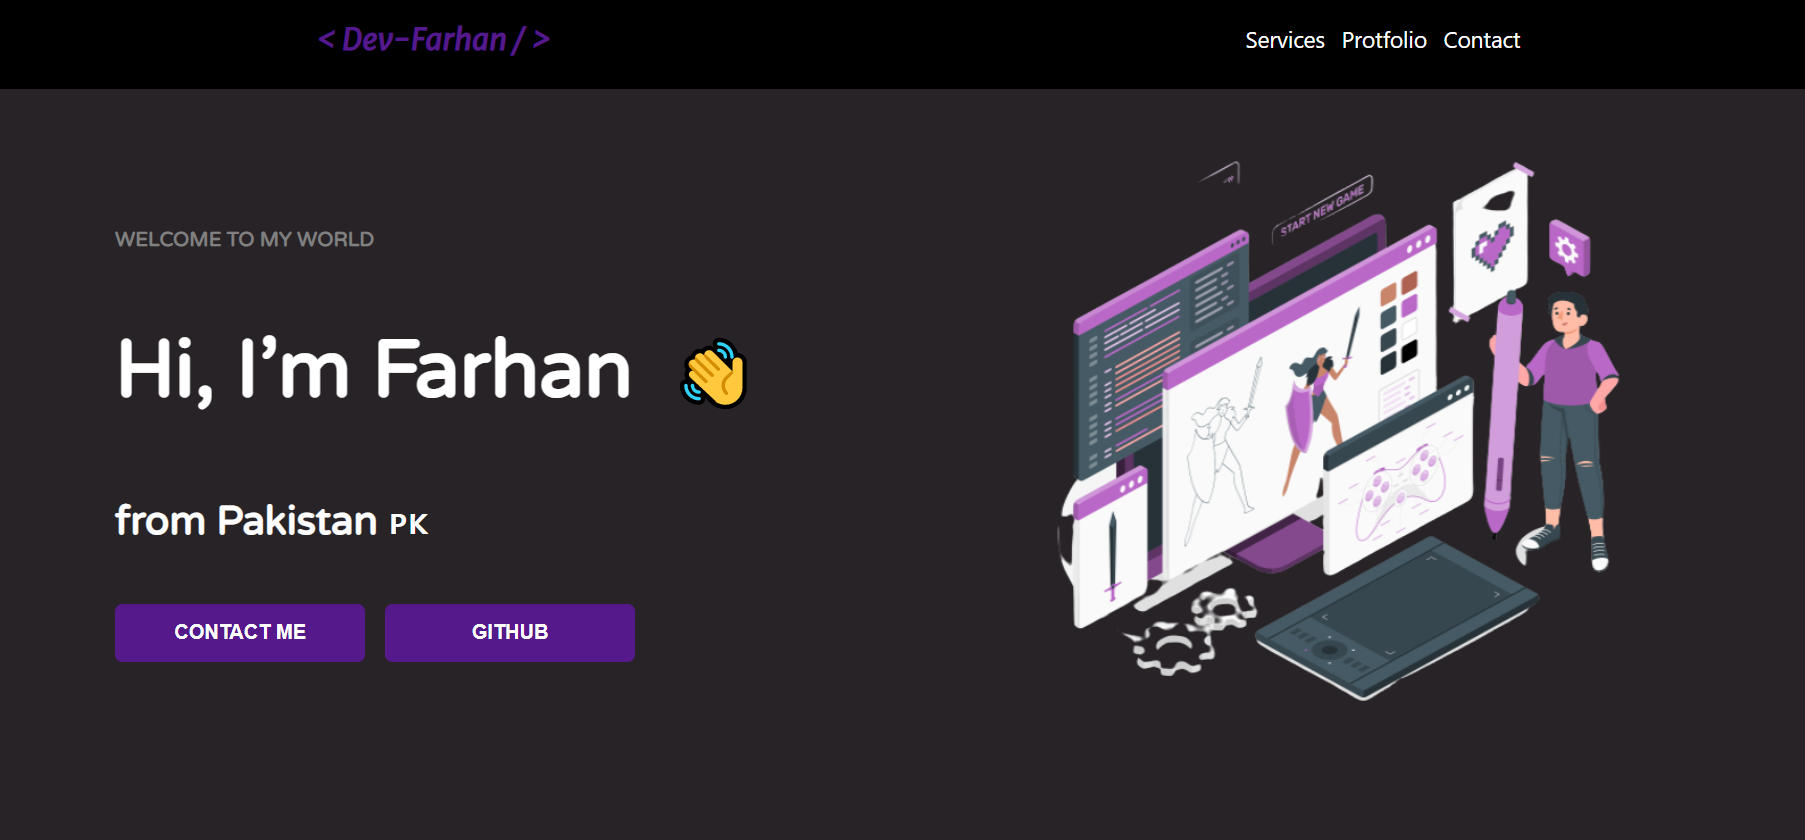 < Dev-Farhan / >
Services Protfolio Contact
WELCOME TO MY WORLD
Hi, I'm Farhan
from Pakistan PK
CONTACT ME
GITHUB
START NEW GAME